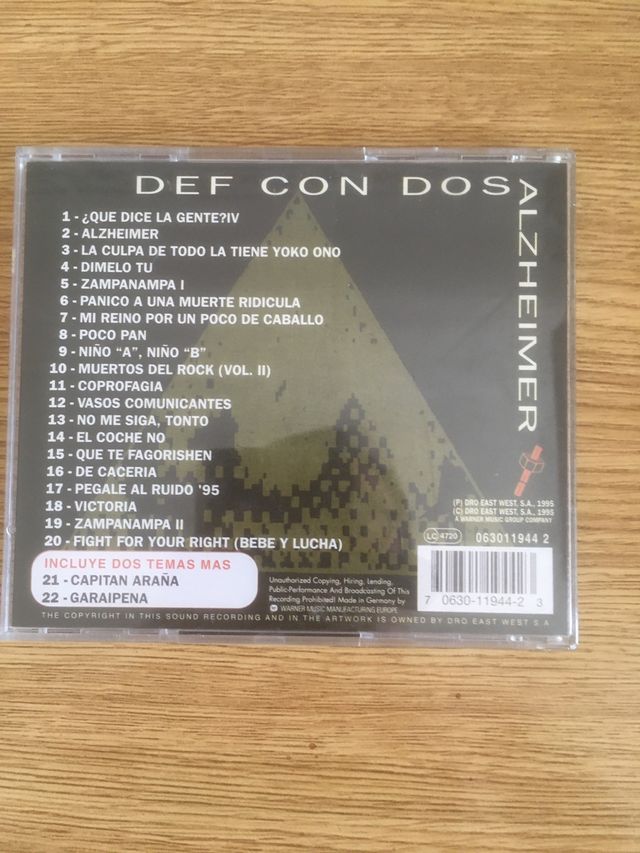 DEF CON DOS
ALZHEIMER
1 - ¿QUE DICE LA GENTE?IV
2 - ALZHEIMER
3 - LA CULPA DE TODO LA TIENE YOKO ONO
4 - DIMELO TU
5 - ZAMPANAMPA I
6 - PANICO A UNA MUERTE RIDICULA
7 - MI REINO POR UN POCO DE CABALLO
8 - POCO PAN
9 - NIÑO “A”, NIÑO “B”
10 - MUERTOS DEL ROCK (VOL. II)
11 - COPROFAGIA
12 - VASOS COMUNICANTES
13 - NO ME SIGA, TONTO
14 - EL COCHE NO
15 - QUE TE FAGORISHEN
16 - DE CACERIA
17 - PEGALE AL RUIDO '95
18 - VICTORIA
19 - ZAMPANAMPA II
20 - FIGHT FOR YOUR RIGHT (BEBE Y LUCHA)
INCLUYE DOS TEMAS MAS
21 - CAPITAN ARAÑA
22 - GARAIPENA
(P) DRO EAST WEST, S.A., 1995
(C) DRO EAST WEST, S.A., 1995
A WARNER MUSIC GROUP COMPANY
LC 4720
063011944 2
Unauthorized Copying, Hiring, Lending,
Public-Performance And Broadcasting Of This
Recording Prohibited! Made in Germany by
WARNER MUSIC MANUFACTURING EUROPE
7 0630-11944-2 3
THE COPYRIGHT IN THIS SOUND RECORDING AND IN THE ARTWORK IS OWNED BY DRO EAST WEST S.A